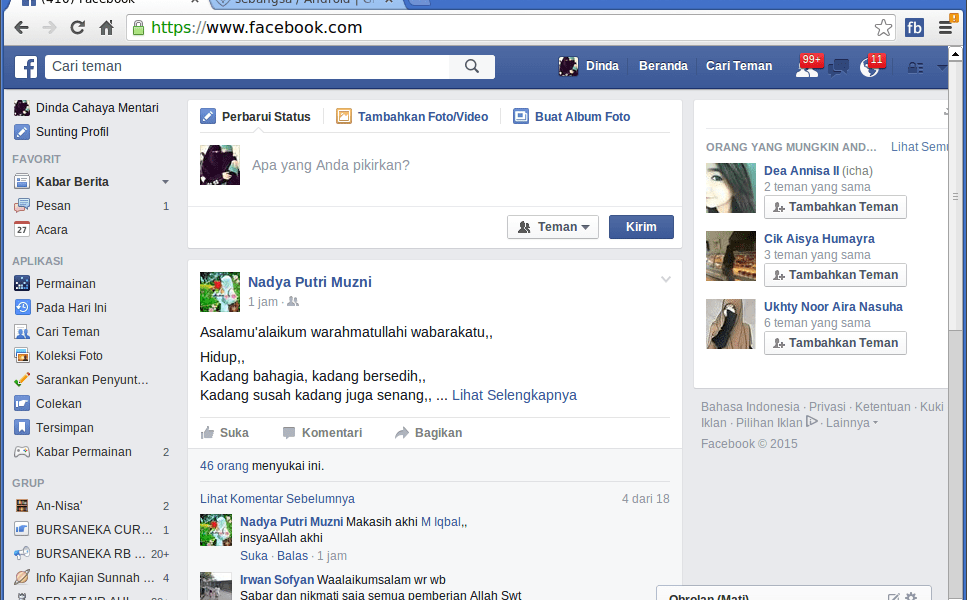 (410) Facebook
sebangsa | Android | G
https://www.facebook.com
fb
Cari teman
Dinda
Beranda
Cari Teman
99+
11
Dinda Cahaya Mentari
Sunting Profil
FAVORIT
Kabar Berita
Pesan 1
27 Acara
APLIKASI
Permainan
Pada Hari Ini
Cari Teman
Koleksi Foto
Sarankan Penyunt...
Colekan
Tersimpan
Kabar Permainan 2
GRUP
An-Nisa' 2
BURSANEKA CUR... 1
BURSANEKA RB ... 20+
Info Kajian Sunnah ... 4
Perbarui Status
Tambahkan Foto/Video
Buat Album Foto
Apa yang Anda pikirkan?
Teman
Kirim
Nadya Putri Muzni
1 jam ·
Asalamu'alaikum warahmatullahi wabarakatu,,
Hidup,,
Kadang bahagia, kadang bersedih,,
Kadang susah kadang juga senang,, ... Lihat Selengkapnya
Suka Komentari Bagikan
46 orang menyukai ini.
Lihat Komentar Sebelumnya 4 dari 18
Nadya Putri Muzni Makasih akhi M Iqbal,,
insyaAllah akhi
Suka · Balas · 1 jam
Irwan Sofyan Waalaikumsalam wr wb
Sabar dan nikmati saja semua pemberian Allah Swt
ORANG YANG MUNGKIN AND... Lihat Sem
Dea Annisa II (icha)
2 teman yang sama
Tambahkan Teman
Cik Aisya Humayra
3 teman yang sama
Tambahkan Teman
Ukhty Noor Aira Nasuha
6 teman yang sama
Tambahkan Teman
Bahasa Indonesia · Privasi · Ketentuan · Kuki
Iklan · Pilihan Iklan · Lainnya
Facebook © 2015
Obrolan (Mati)